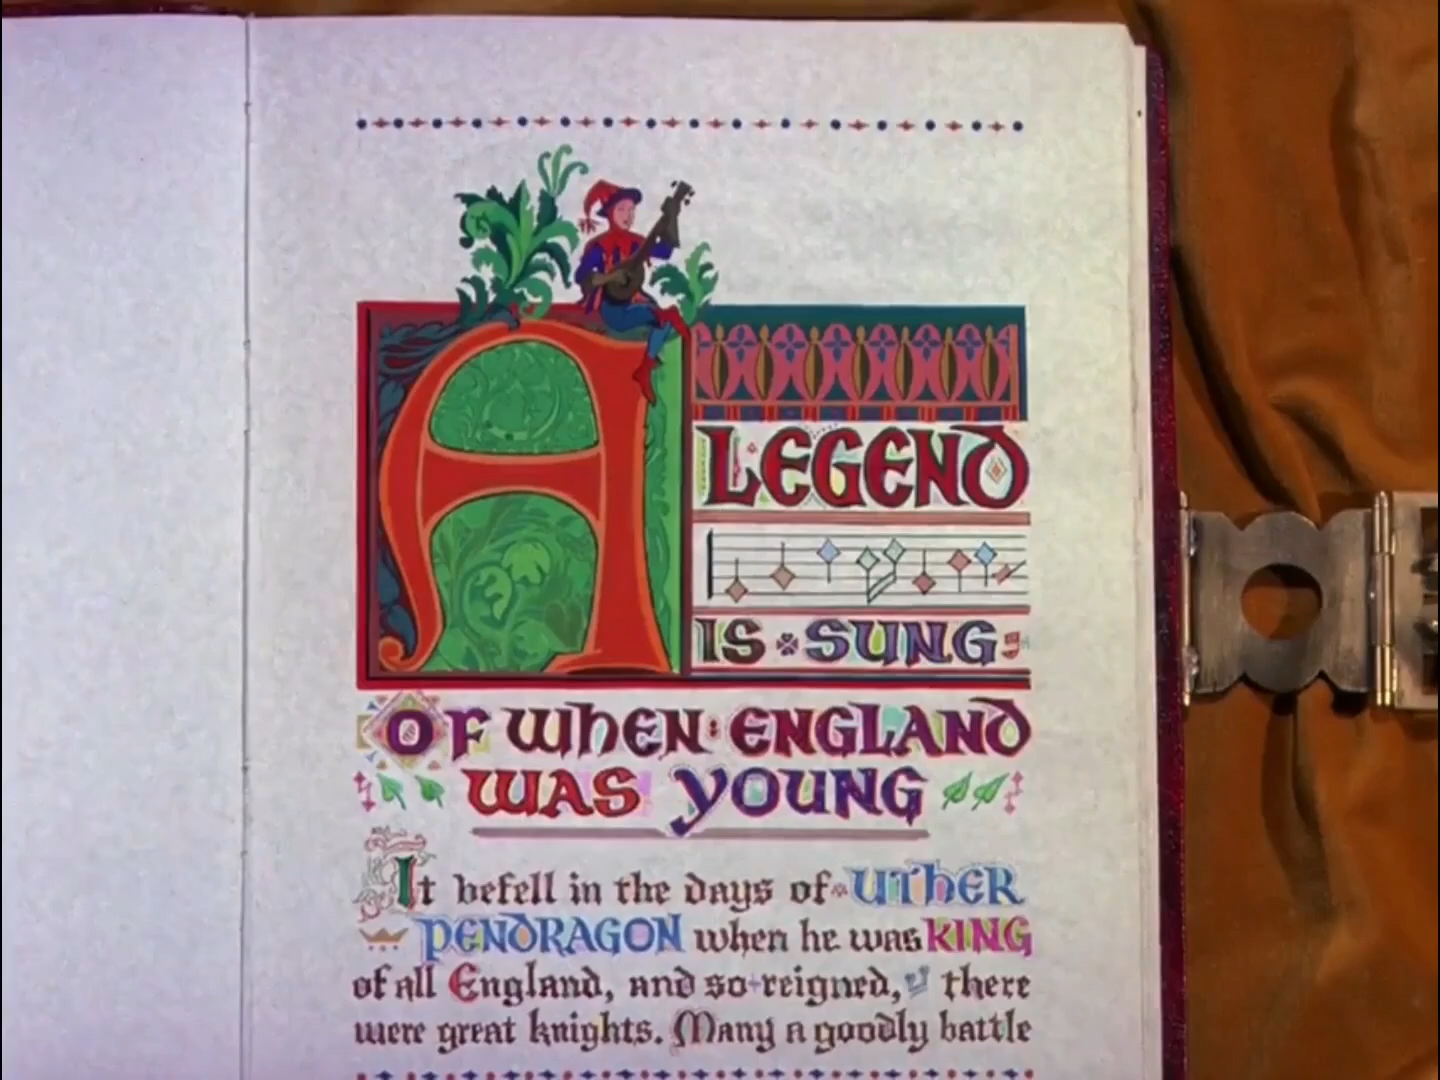 A LEGEND
IS SUNG
OF WHEN ENGLAND
WAS YOUNG
It befell in the days of UTHER
PENDRAGON when he was KING
of all England, and so reigned, there
were great knights. Many a goodly battle